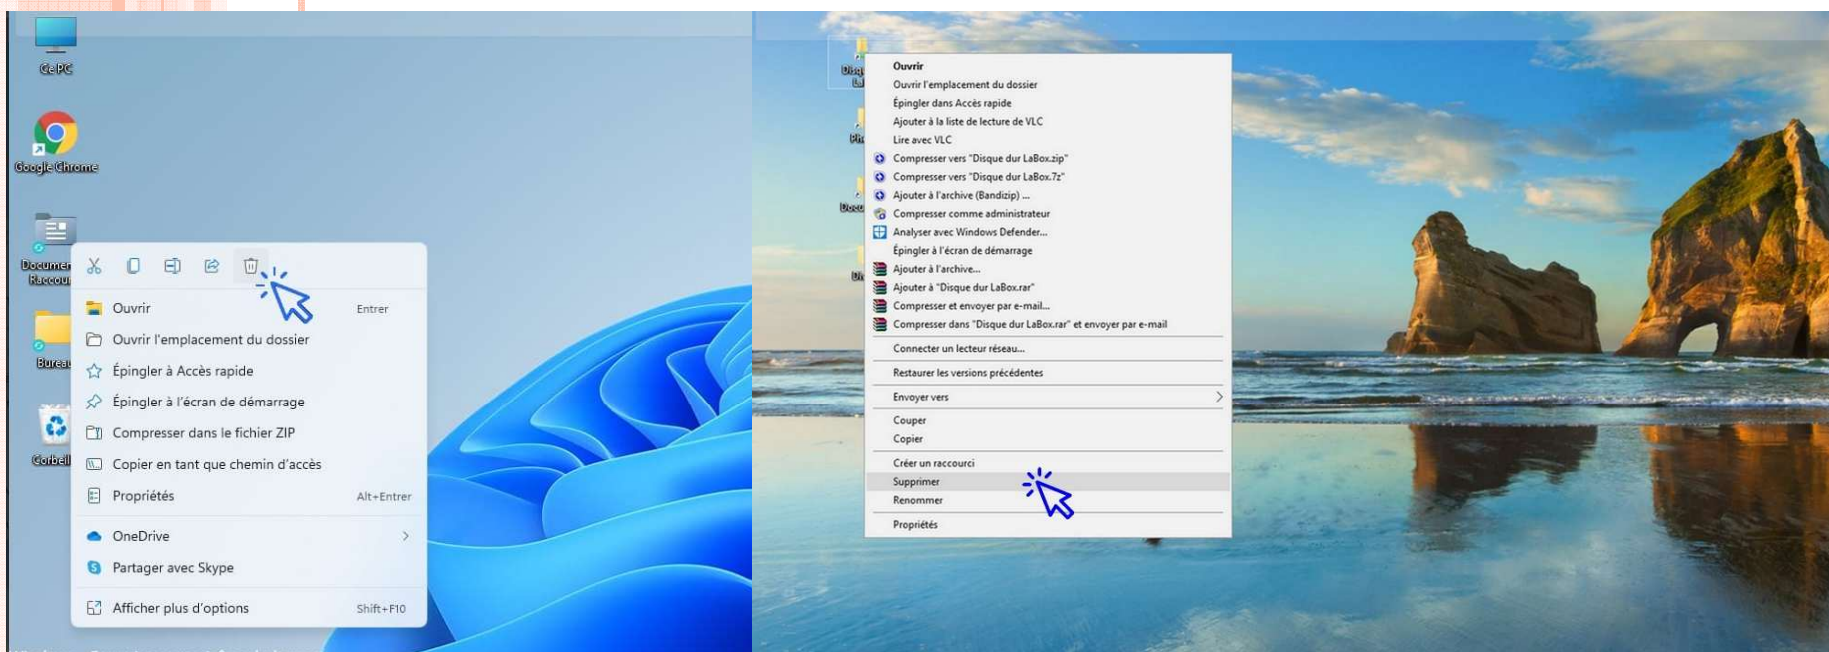 Ce PC
Google Chrome
Raccou
Bureau
Corbeil
Ouvrir Entrer
Ouvrir l'emplacement du dossier
Épingler à Accès rapide
Épingler à l'écran de démarrage
Compresser dans le fichier ZIP
Copier en tant que chemin d'accès
Propriétés Alt+Entrer
OneDrive
Partager avec Skype
Afficher plus d'options Shift+F10
Disq
Ouvrir
Ouvrir l'emplacement du dossier
Épingler dans Accès rapide
Ajouter à la liste de lecture de VLC
Lire avec VLC
Compresser vers "Disque dur LaBox.zip"
Compresser vers "Disque dur LaBox.7z"
Ajouter à l'archive (Bandizip) ...
Compresser comme administrateur
Analyser avec Windows Defender...
Épingler à l'écran de démarrage
Ajouter à l'archive...
Ajouter à "Disque dur LaBox.rar"
Compresser et envoyer par e-mail...
Compresser dans "Disque dur LaBox.rar" et envoyer par e-mail
Connecter un lecteur réseau...
Restaurer les versions précédentes
Envoyer vers
Couper
Copier
Créer un raccourci
Supprimer
Renommer
Propriétés